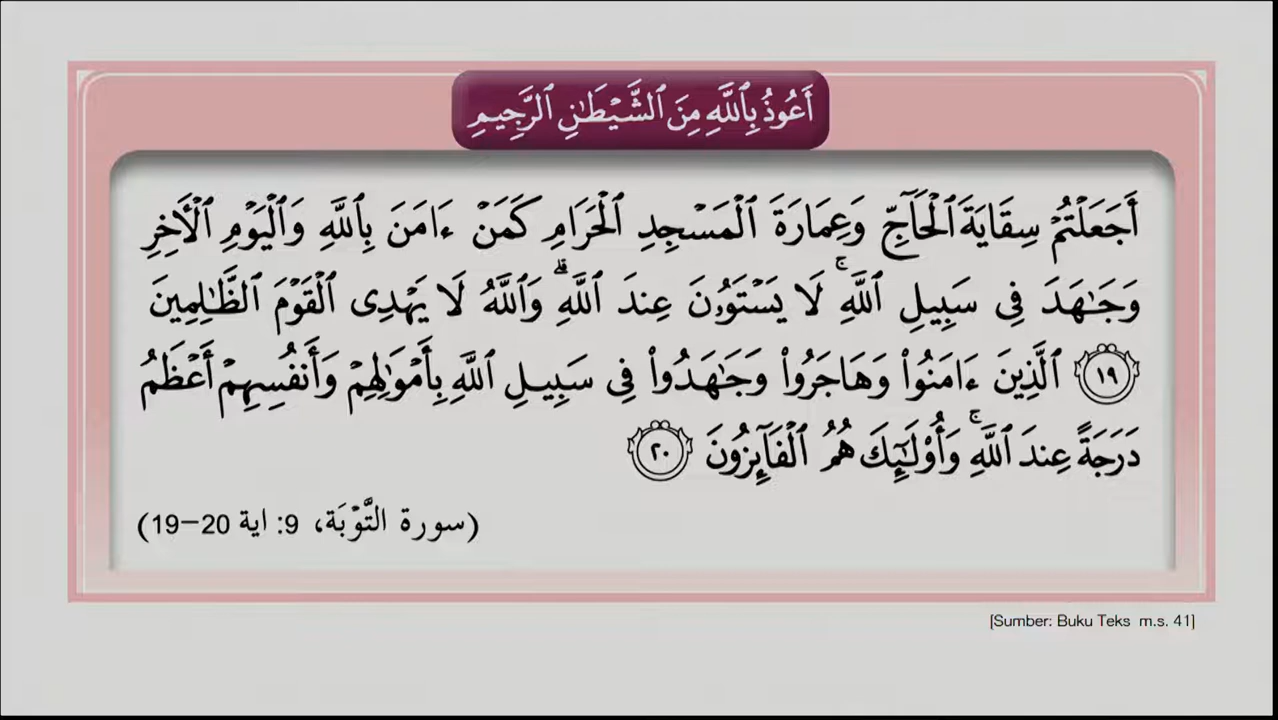 أَعُوذُ بِٱللَّهِ مِنَ ٱلشَّيْطَٰنِ ٱلرَّجِيمِ
أَجَعَلْتُمْ سِقَايَةَ ٱلْحَآجِّ وَعِمَارَةَ ٱلْمَسْجِدِ ٱلْحَرَامِ كَمَنْ ءَامَنَ بِٱللَّهِ وَٱلْيَوْمِ ٱلْأَخِرِ
وَجَٰهَدَ فِى سَبِيلِ ٱللَّهِ ۚ لَا يَسْتَوُۥنَ عِندَ ٱللَّهِ ۗ وَٱللَّهُ لَا يَهْدِى ٱلْقَوْمَ ٱلظَّٰلِمِينَ
١٩ ٱلَّذِينَ ءَامَنُوا۟ وَهَاجَرُوا۟ وَجَٰهَدُوا۟ فِى سَبِيلِ ٱللَّهِ بِأَمْوَٰلِهِمْ وَأَنفُسِهِمْ أَعْظَمُ
دَرَجَةً عِندَ ٱللَّهِ ۚ وَأُو۟لَٰٓئِكَ هُمُ ٱلْفَآئِزُونَ ٢٠
(سورة التَّوْبَة، 9: اية 19–20)
[Sumber: Buku Teks m.s. 41]